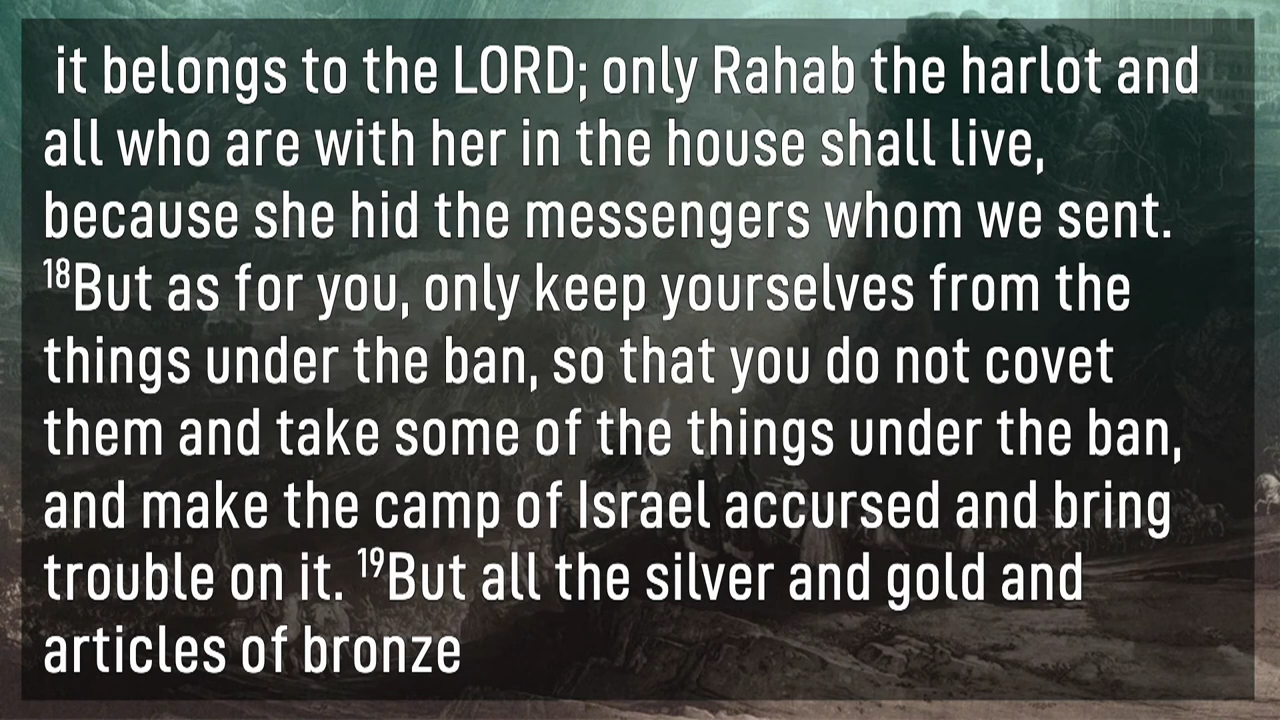 it belongs to the LORD; only Rahab the harlot and
all who are with her in the house shall live,
because she hid the messengers whom we sent.
¹⁸But as for you, only keep yourselves from the
things under the ban, so that you do not covet
them and take some of the things under the ban,
and make the camp of Israel accursed and bring
trouble on it. ¹⁹But all the silver and gold and
articles of bronze